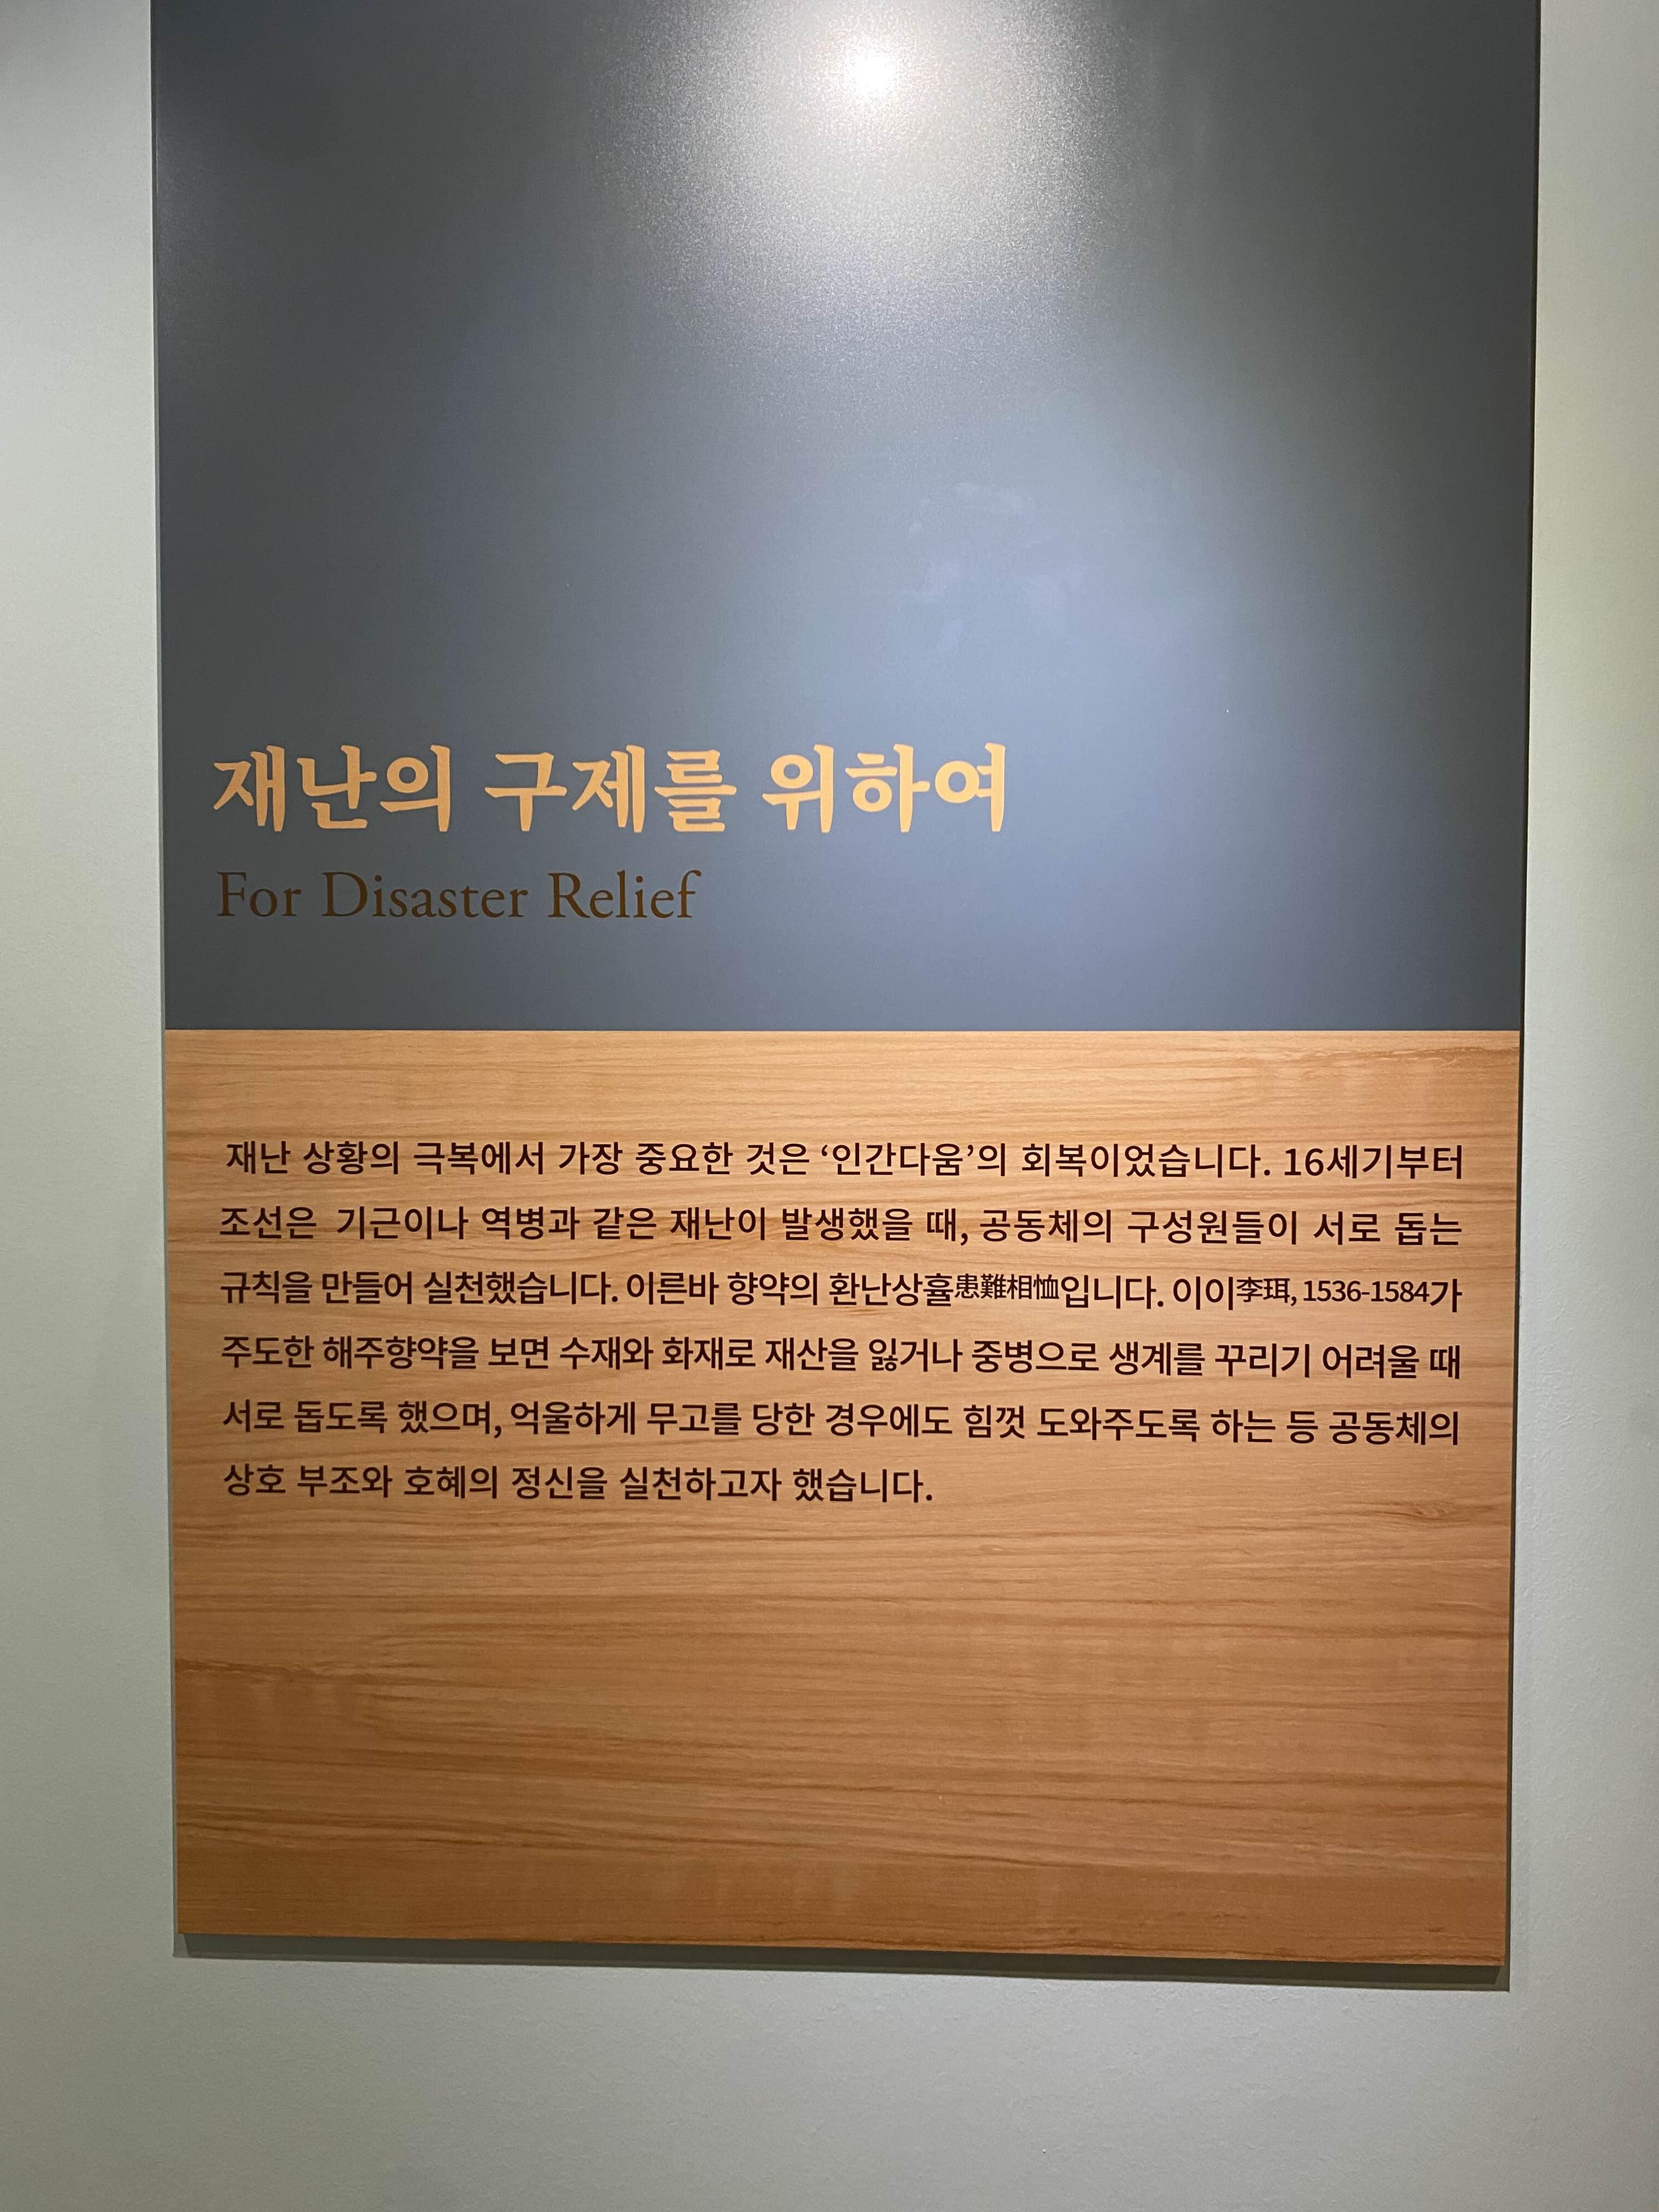 재난의 구제를 위하여
For Disaster Relief
재난 상황의 극복에서 가장 중요한 것은 ‘인간다움’의 회복이었습니다. 16세기부터
조선은 기근이나 역병과 같은 재난이 발생했을 때, 공동체의 구성원들이 서로 돕는
규칙을 만들어 실천했습니다. 이른바 향약의 환난상휼患難相恤입니다. 이이李珥, 1536-1584가
주도한 해주향약을 보면 수재와 화재로 재산을 잃거나 중병으로 생계를 꾸리기 어려울 때
서로 돕도록 했으며, 억울하게 무고를 당한 경우에도 힘껏 도와주도록 하는 등 공동체의
상호 부조와 호혜의 정신을 실천하고자 했습니다.